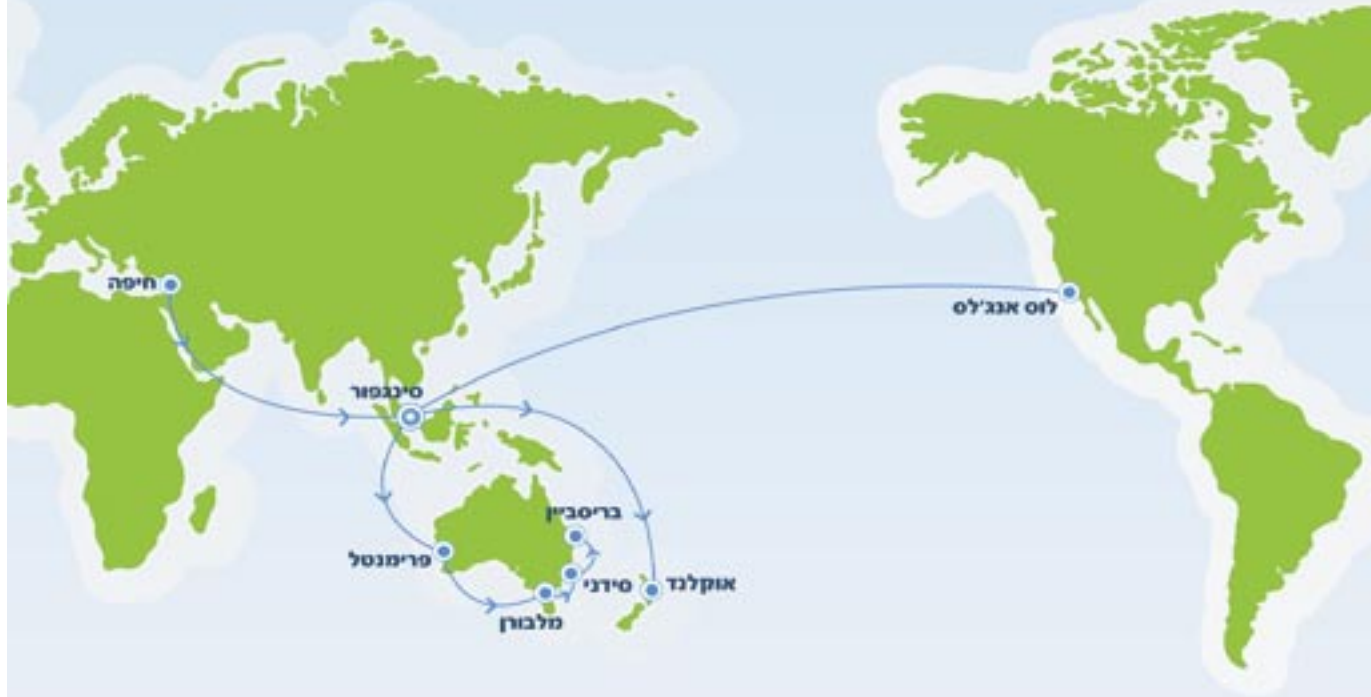 חיפה
לוס אנג'לס
סינגפור
בריסביין
פרימנטל
סידני
אוקלנד
מלבורן